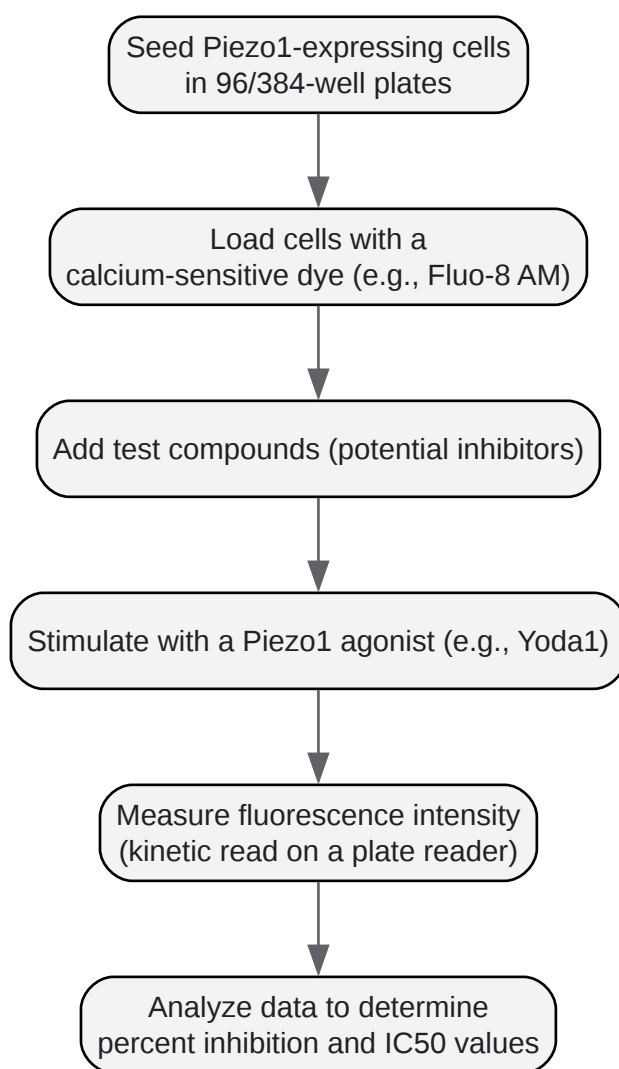 Seed Piezo1-expressing cells
in 96/384-well plates
Load cells with a
calcium-sensitive dye (e.g., Fluo-8 AM)
Add test compounds (potential inhibitors)
Stimulate with a Piezo1 agonist (e.g., Yoda1)
Measure fluorescence intensity
(kinetic read on a plate reader)
Analyze data to determine
percent inhibition and IC50 values